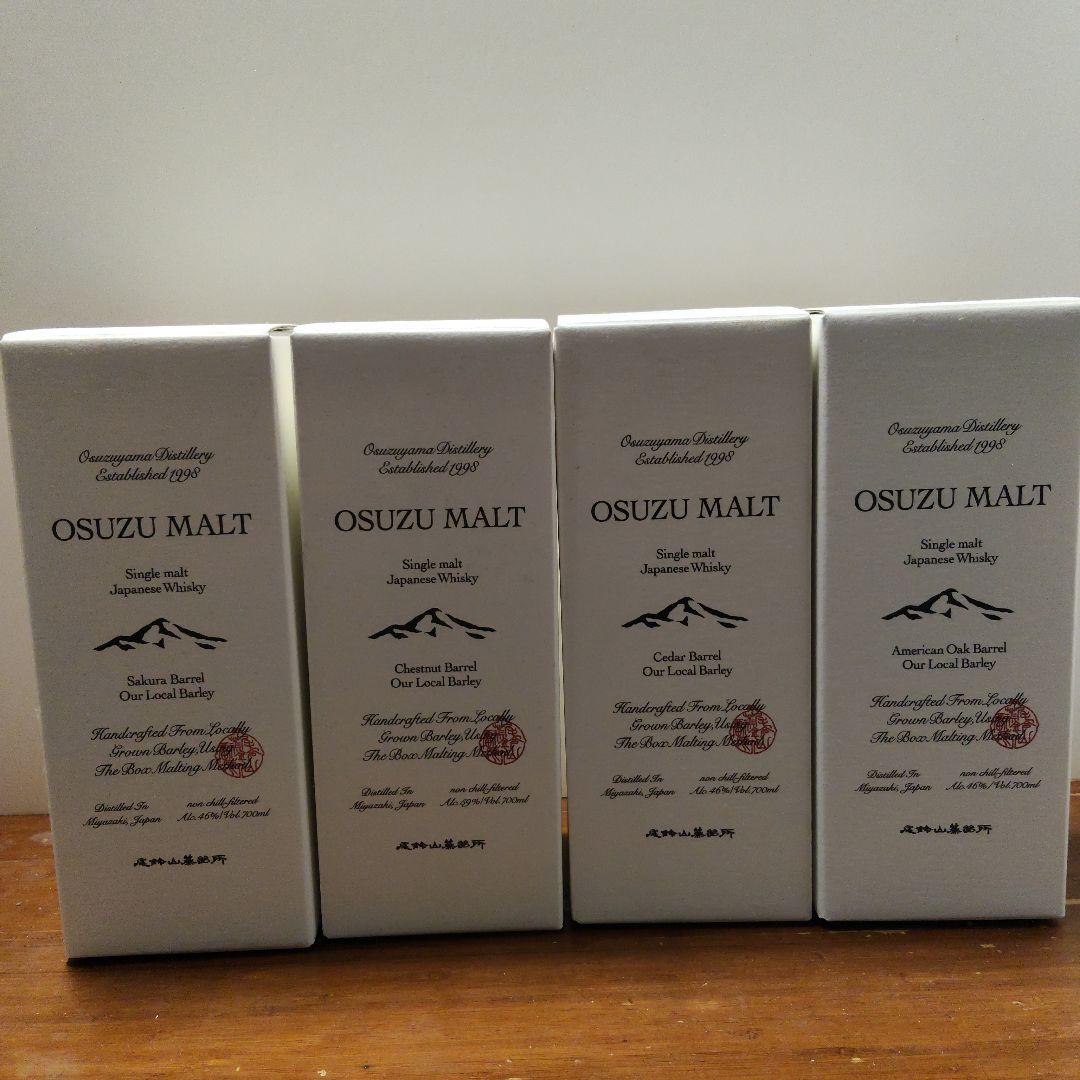 Osuzuyama Distillery
Established 1998
OSUZU MALT
Single malt
Japanese Whisky
Sakura Barrel
Our Local Barley
Handcrafted From Locally
Grown Barley, Using
The Box Malting Method
Distilled In
Miyazaki, Japan
non chill-filtered
Alc.46%/Vol.700ml
尾鈴山蒸留所
Osuzuyama Distillery
Established 1998
OSUZU MALT
Single malt
Japanese Whisky
Chestnut Barrel
Our Local Barley
Handcrafted From Locally
Grown Barley, Using
The Box Malting Method
Distilled In
Miyazaki, Japan
non chill-filtered
Alc.49%/Vol.700ml
尾鈴山蒸留所
Osuzuyama Distillery
Established 1998
OSUZU MALT
Single malt
Japanese Whisky
Cedar Barrel
Our Local Barley
Handcrafted From Locally
Grown Barley, Using
The Box Malting Method
Distilled In
Miyazaki, Japan
non chill-filtered
Alc.46%/Vol.700ml
尾鈴山蒸留所
Osuzuyama Distillery
Established 1998
OSUZU MALT
Single malt
Japanese Whisky
American Oak Barrel
Our Local Barley
Handcrafted From Locally
Grown Barley, Using
The Box Malting Method
Distilled In
Miyazaki, Japan
non chill-filtered
Alc.46%/Vol.700ml
尾鈴山蒸留所